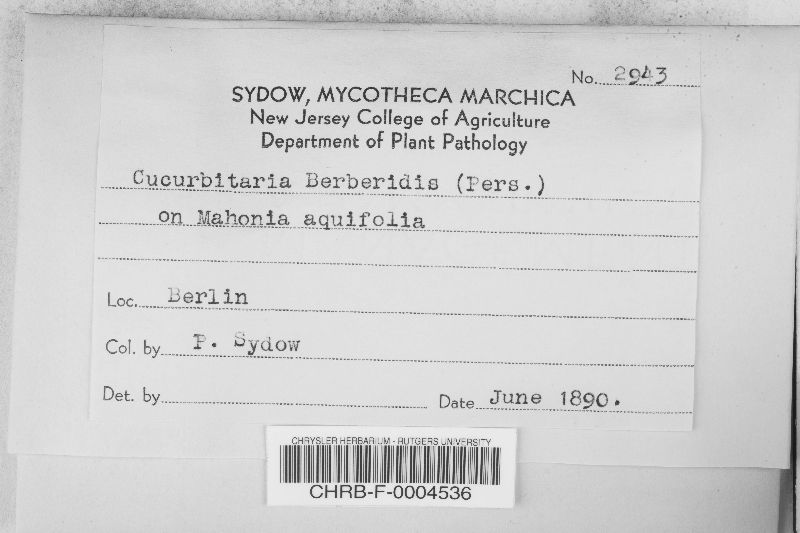 No. 2943
SYDOW, MYCOTHECA MARCHICA
New Jersey College of Agriculture
Department of Plant Pathology
Cucurbitaria Berberidis (Pers.)
on Mahonia aquifolia
Loc. Berlin
Col. by P. Sydow
Det. by
Date June 1890.
CHRYSLER HERBARIUM - RUTGERS UNIVERSITY
CHRB-F-0004536